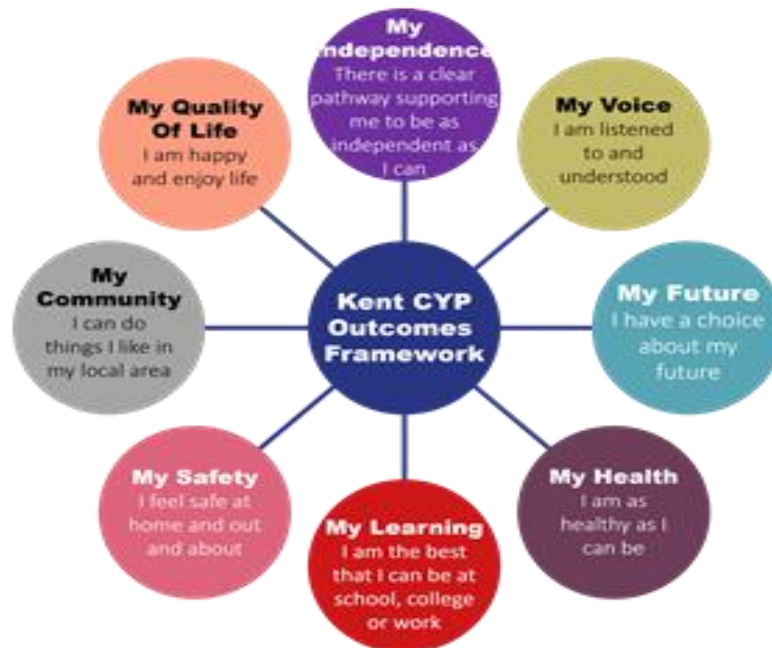 My
Independence
There is a clear
pathway supporting
me to be as
independent as
I can
My Voice
I am listened
to and
understood
My Future
I have a choice
about my
future
My Health
I am as
healthy as I
can be
My Learning
I am the best
that I can be at
school, college
or work
My Safety
I feel safe at
home and out
and about
My
Community
I can do
things I like in
my local area
My Quality
Of Life
I am happy
and enjoy life
Kent CYP
Outcomes
Framework